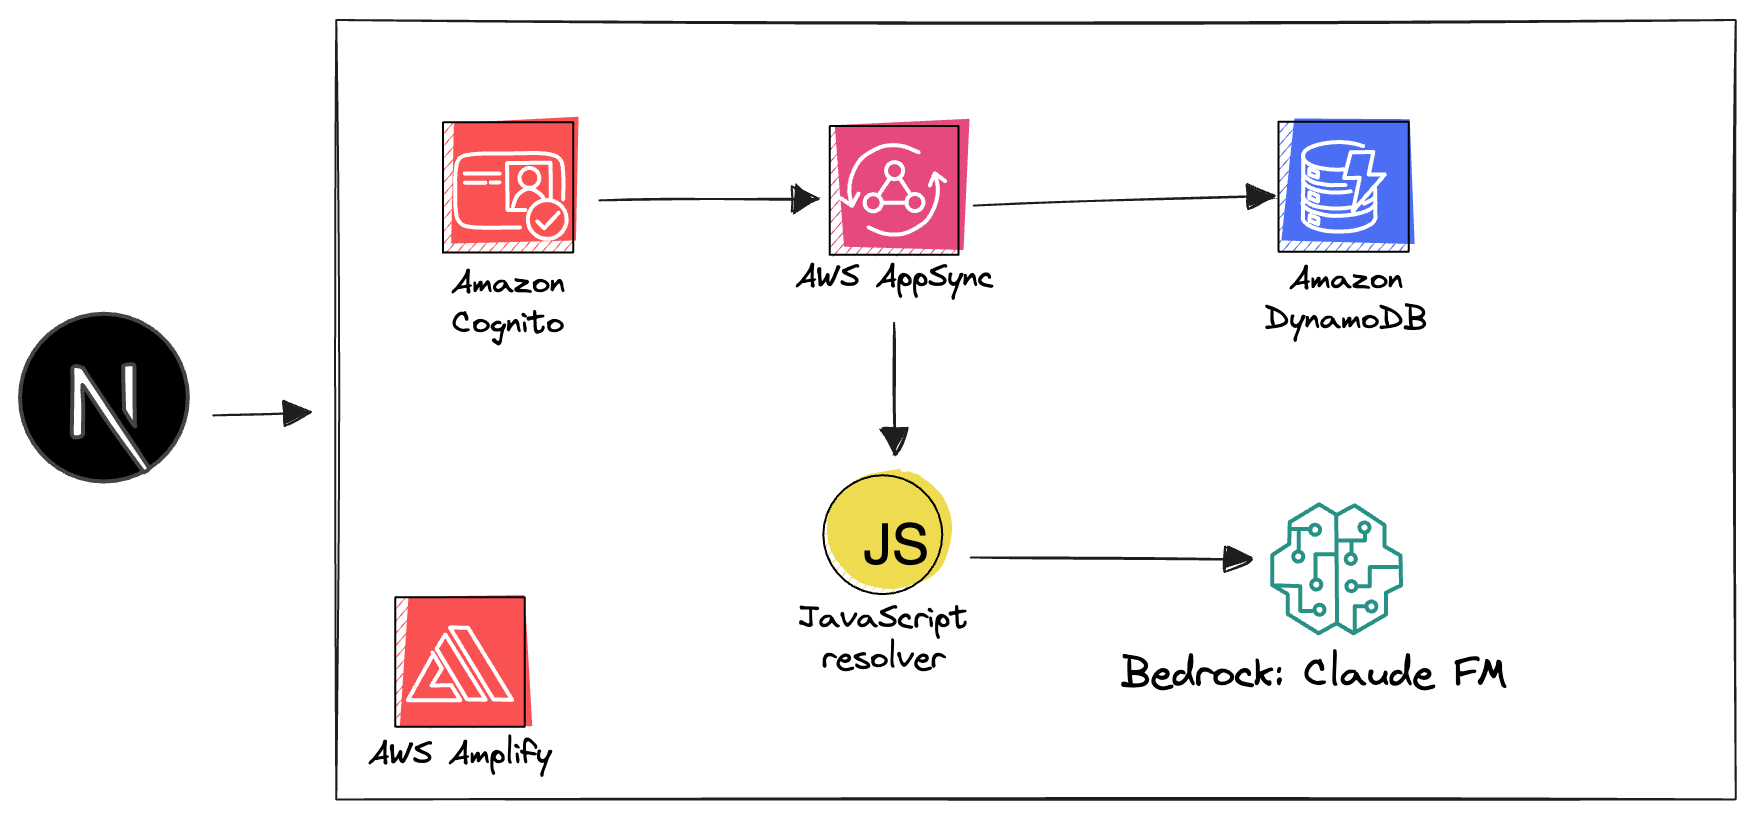 Amazon
Cognito
AWS AppSync
Amazon
DynamoDB
N
JS
JavaScript
resolver
Bedrock: Claude FM
AWS Amplify